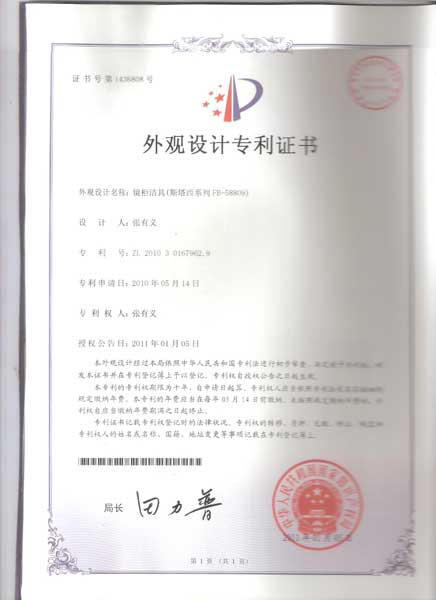 证书号第1436808号
外观设计专利证书
外观设计名称：镜柜洁具(斯塔西系列FB-58809)
设 计 人：张有义
专 利 号：ZL 2010 3 0167962.9
专利申请日：2010年05月14日
专 利 权 人：张有义
授权公告日：2011年01月05日
本外观设计经过本局依照中华人民共和国专利法进行初步审查，决定授予专利权，颁
发本证书并在专利登记簿上予以登记。专利权自授权公告之日起生效。
本专利的专利权期限为十年，自申请日起算。专利权人应当依照专利法及其实施细则
规定缴纳年费。本专利的年费应当在每年05月14日前缴纳。未按照规定缴纳年费的，专
利权自应当缴纳年费期满之日起终止。
专利证书记载专利权登记时的法律状况。专利权的转移、质押、无效、终止、恢复和
专利权人的姓名或名称、国籍、地址变更等事项记载在专利登记簿上。
局长
田力普
中华人民共和国国家知识产权局
第1页（共1页）